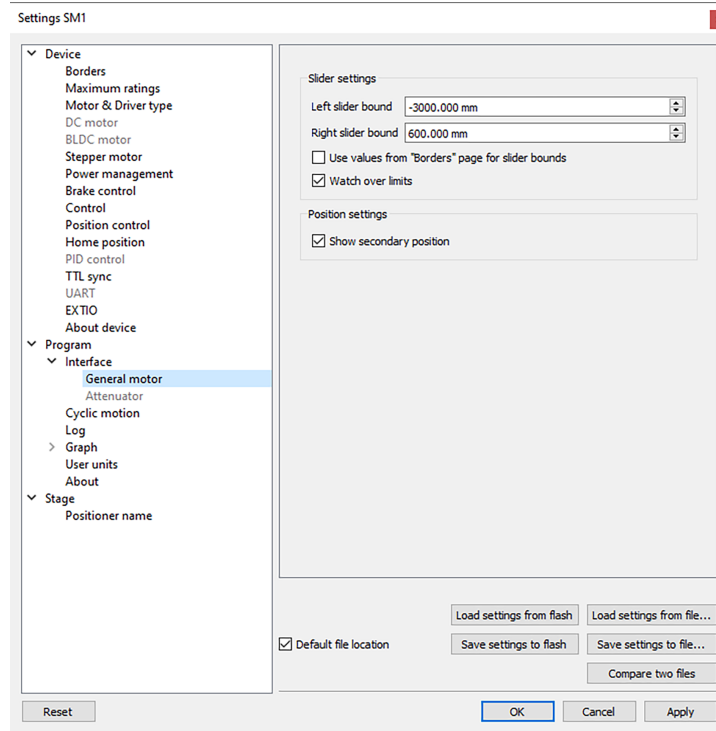 Settings SM1
Device
Borders
Maximum ratings
Motor & Driver type
DC motor
BLDC motor
Stepper motor
Power management
Brake control
Control
Position control
Home position
PID control
TTL sync
UART
EXTIO
About device
Program
Interface
General motor
Attenuator
Cyclic motion
Log
Graph
User units
About
Stage
Positioner name
Slider settings
Left slider bound -3000.000 mm
Right slider bound 600.000 mm
Use values from "Borders" page for slider bounds
Watch over limits
Position settings
Show secondary position
Load settings from flash Load settings from file...
Default file location Save settings to flash Save settings to file...
Compare two files
Reset OK Cancel Apply